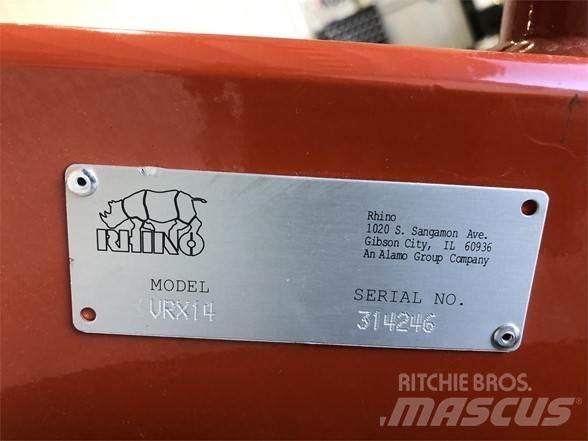 RHINO
Rhino
1020 S. Sangamon Ave.
Gibson City, IL 60936
An Alamo Group Company
MODEL
VRX14
SERIAL NO.
314246
RITCHIE BROS.
MASCUS